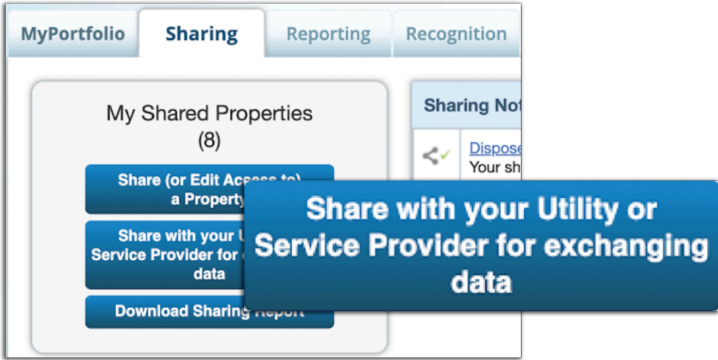 MyPortfolio Sharing Reporting Recognition
My Shared Properties
(8)
Share (or Edit Access to)
a Property
Share with your
Service Provider for
data
Download Sharing Report
Sharing
Dispose
Your sh
Share with your Utility or
Service Provider for exchanging
data